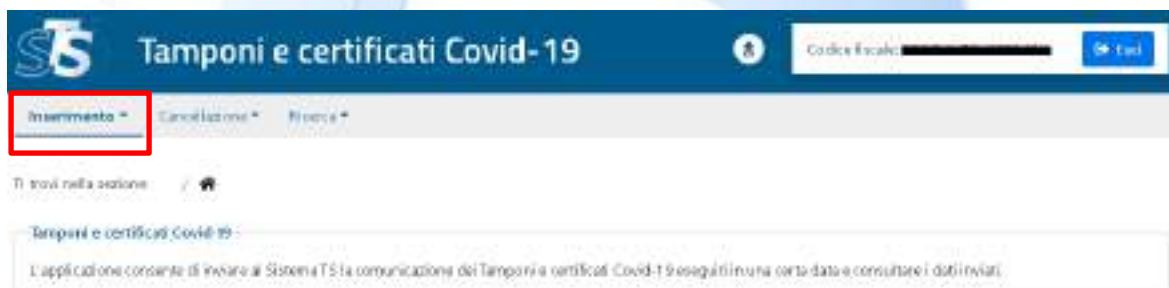 STS Tamponi e certificati Covid-19 Codice fiscale: Esci
Inserimento Cancellazione Ricerca
Ti trovi nella sezione /
Tamponi e certificati Covid-19
L'applicazione consente di inviare al Sistema TS la comunicazione dei Tamponi e certificati Covid-19 eseguiti in una certa data e consultare i dati inviati.